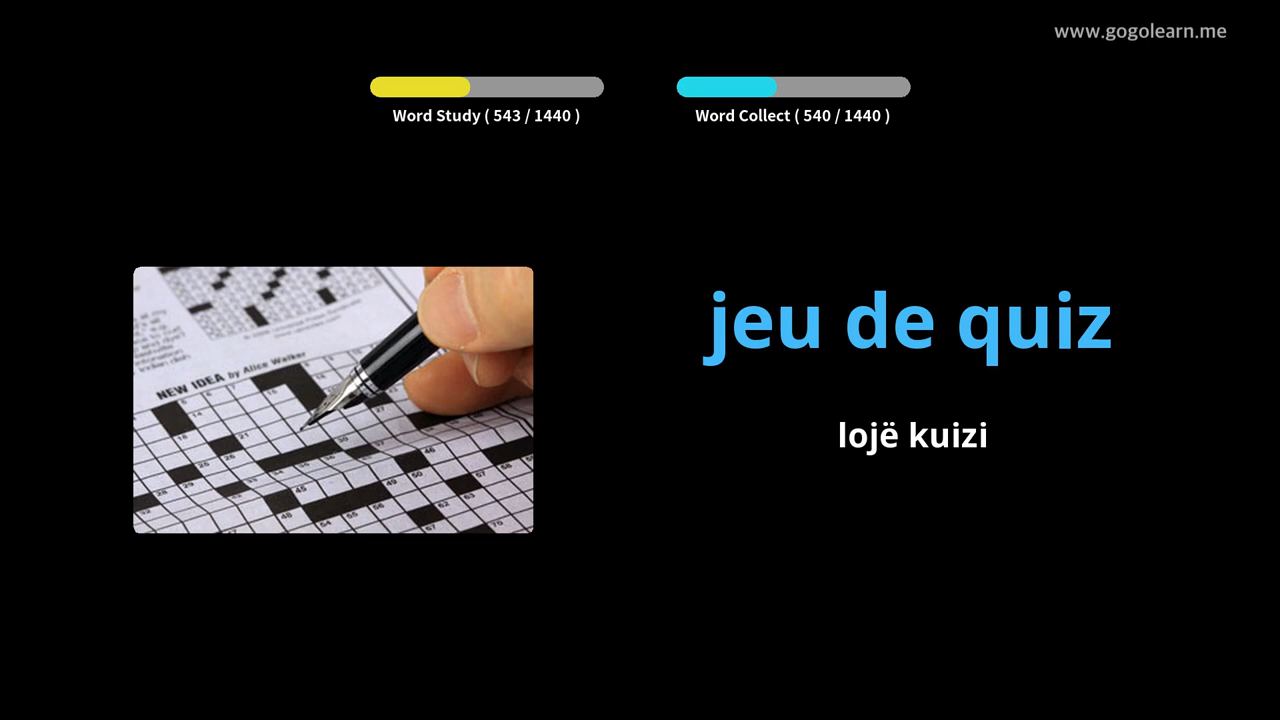 www.gogolearn.me
Word Study ( 543 / 1440 )
Word Collect ( 540 / 1440 )
jeu de quiz
lojë kuizi
NEW IDEA by Alice Walker